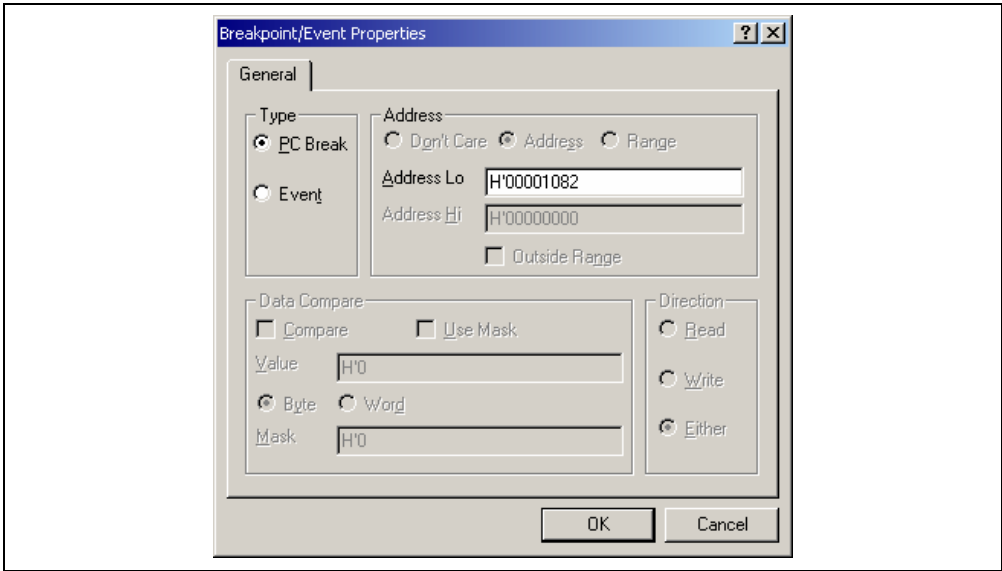 Breakpoint/Event Properties
General
Type
PC Break
Event
Address
Don't Care Address Range
Address Lo H'00001082
Address Hi H'00000000
Outside Range
Data Compare
Compare Use Mask
Value H'0
Byte Word
Mask H'0
Direction
Read
Write
Either
OK Cancel